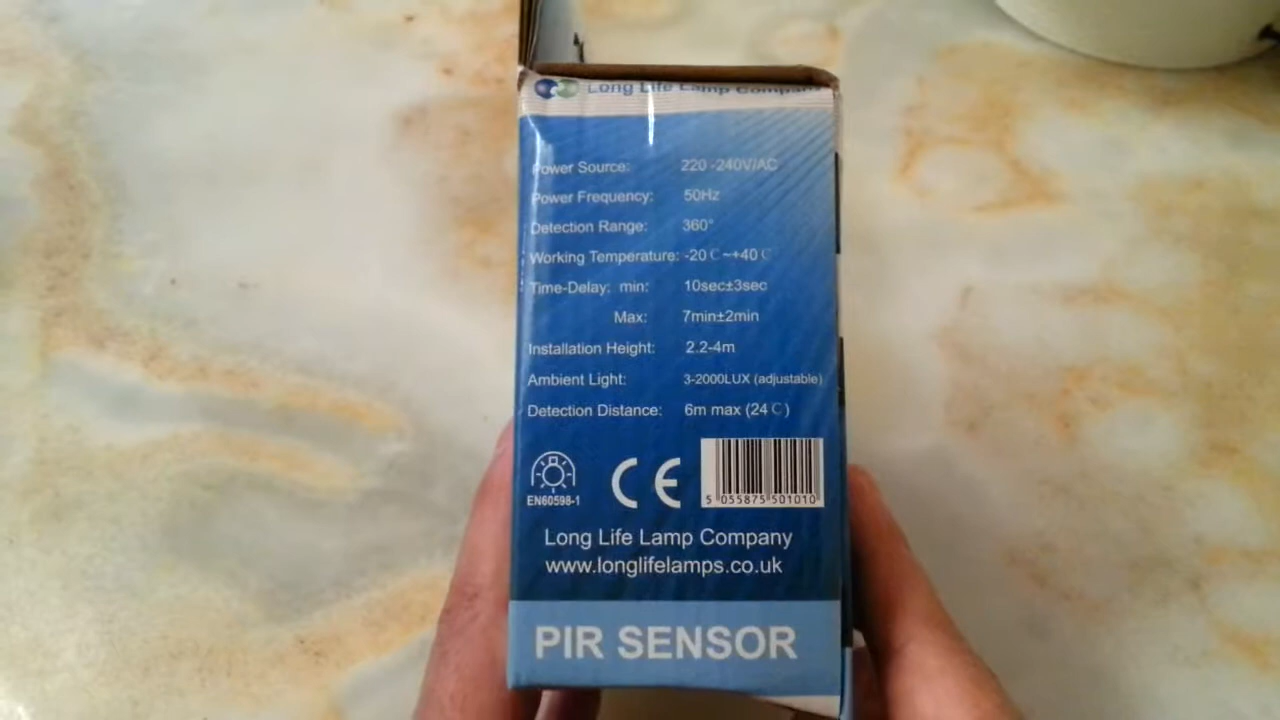 Long Life Lamp Company
Power Source: 220 -240V/AC
Power Frequency: 50Hz
Detection Range: 360°
Working Temperature: -20℃~+40℃
Time-Delay: min: 10sec±3sec
Max: 7min±2min
Installation Height: 2.2-4m
Ambient Light: 3-2000LUX (adjustable)
Detection Distance: 6m max (24℃)
EN60598-1
CE
5 055875 501010
Long Life Lamp Company
www.longlifelamps.co.uk
PIR SENSOR